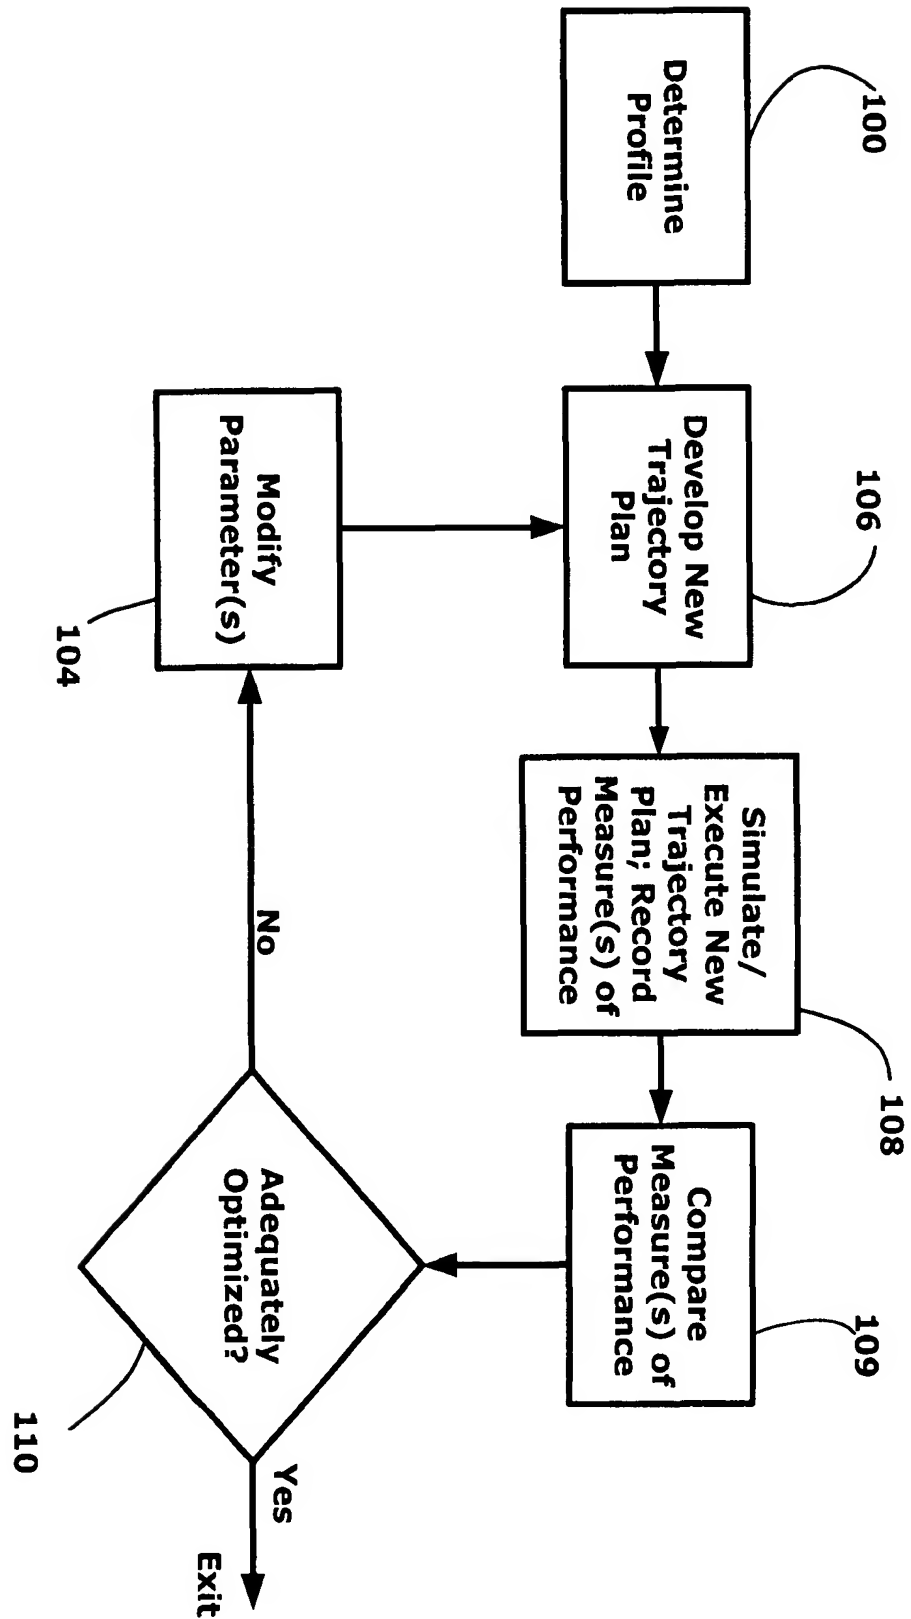 100
Determine
Profile
106
Develop New
Trajectory
Plan
108
Simulate/
Execute New
Trajectory
Plan; Record
Measure(s) of
Performance
109
Compare
Measure(s) of
Performance
Modify
Parameter(s)
104
No
Adequately
Optimized?
110
Yes
Exit